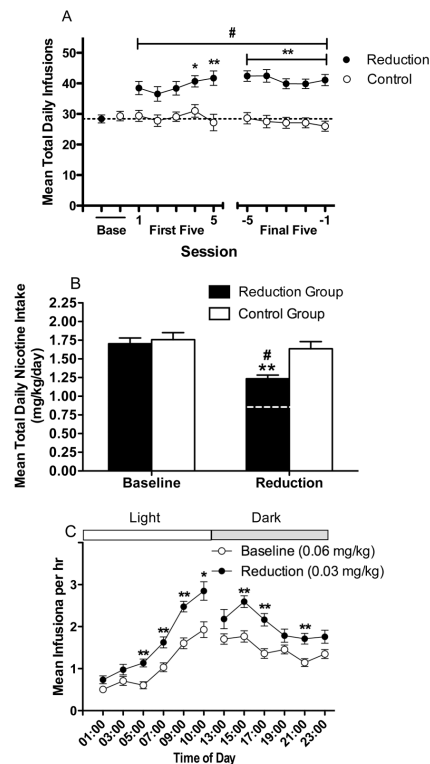 A
#
**
Reduction
Control
*
**
Mean Total Daily Infusions
50
40
30
20
10
0
1
5
-5
-1
Base
First Five
Final Five
Session
B
Reduction Group
Control Group
Mean Total Daily Nicotine Intake
(mg/kg/day)
2.25
2.00
1.75
1.50
1.25
1.00
0.75
0.50
0.25
0.00
#
**
Baseline
Reduction
C
Light
Dark
Baseline (0.06 mg/kg)
Reduction (0.03 mg/kg)
Mean Infusiona per hr
4
3
2
1
0
**
**
**
*
**
**
**
01:00
03:00
05:00
07:00
09:00
10:00
13:00
15:00
17:00
19:00
21:00
23:00
Time of Day